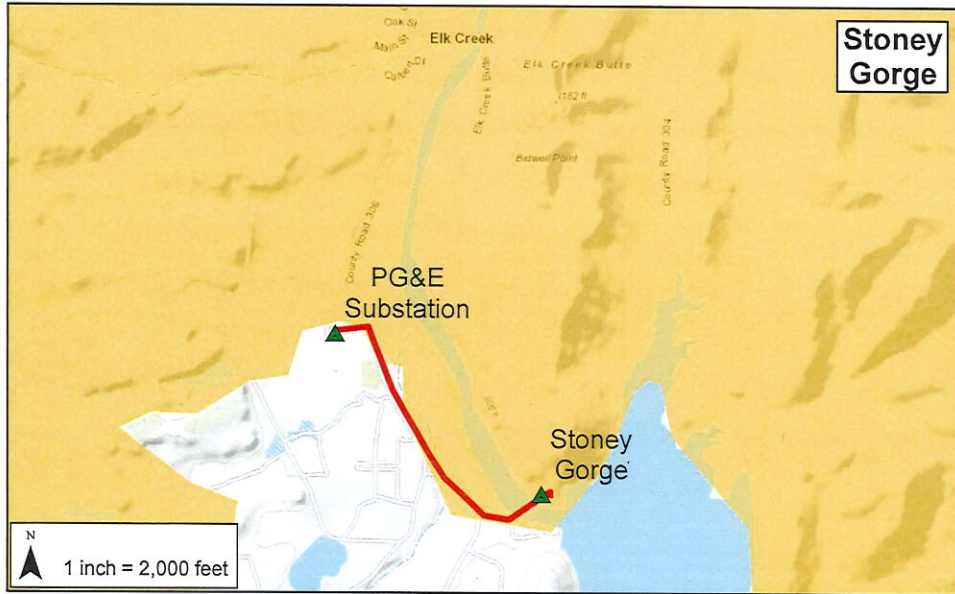 Stoney
Gorge
Oak St
Main St
Elk Creek
Elk Creek Butte
1182 ft
Elk Creek Butte
Bidwell Point
County Road 304
County Road 306
PG&E
Substation
Stoney
Gorge
N
1 inch = 2,000 feet